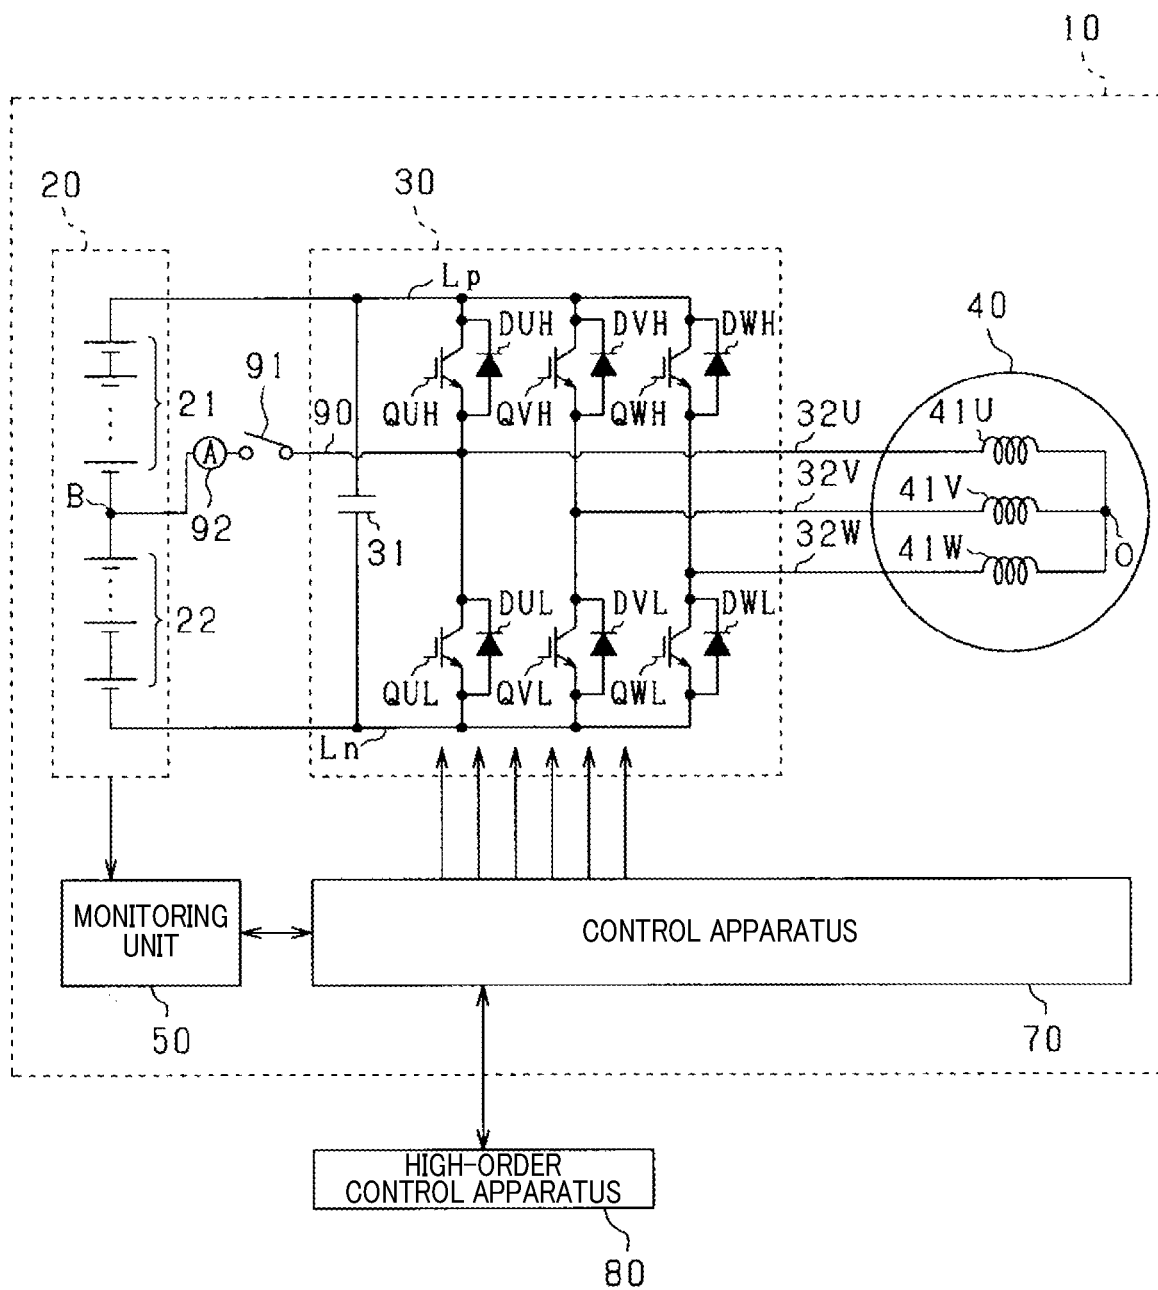 10
20
30
Lp
DUH
DVH
DWH
40
91
21
90
QUH
QVH
QWH
32U
41U
A
B
92
31
32V
41V
32W
41W
O
22
DUL
DVL
DWL
QUL
QVL
QWL
Ln
MONITORING
UNIT
CONTROL APPARATUS
50
70
HIGH-ORDER
CONTROL APPARATUS
80